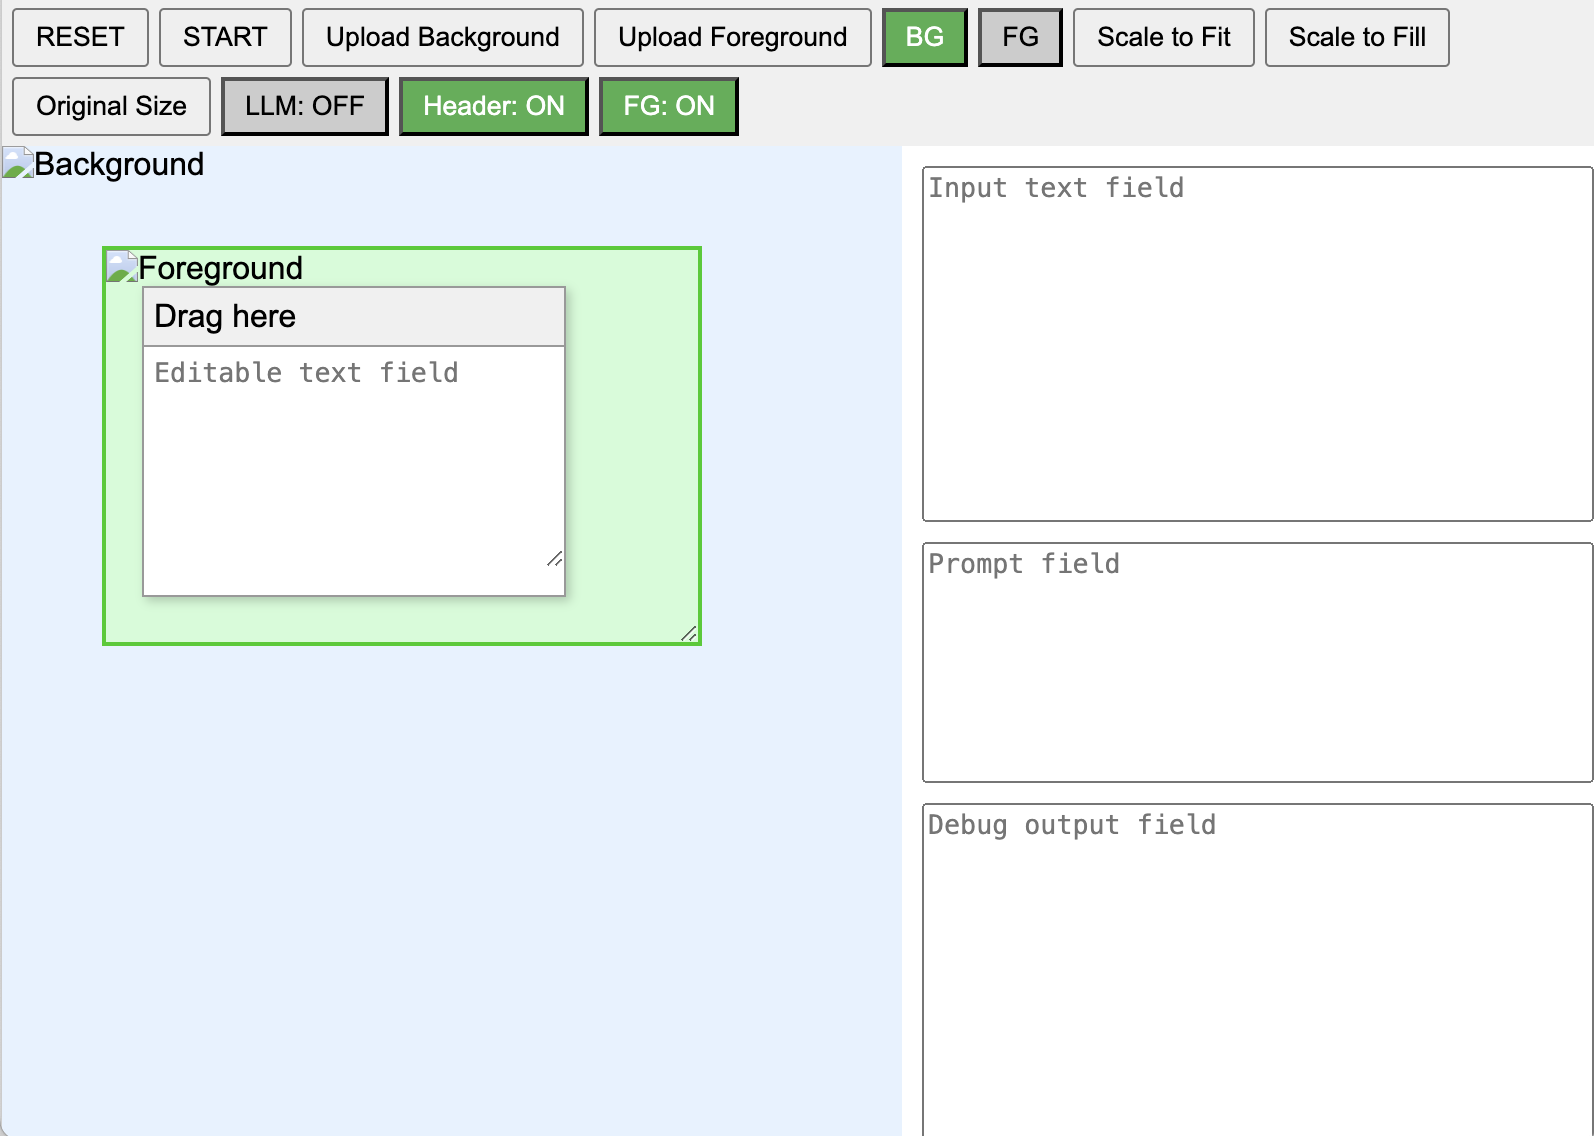 RESET START Upload Background Upload Foreground BG FG Scale to Fit Scale to Fill
Original Size LLM: OFF Header: ON FG: ON
Background
Foreground
Drag here
Editable text field
Input text field
Prompt field
Debug output field